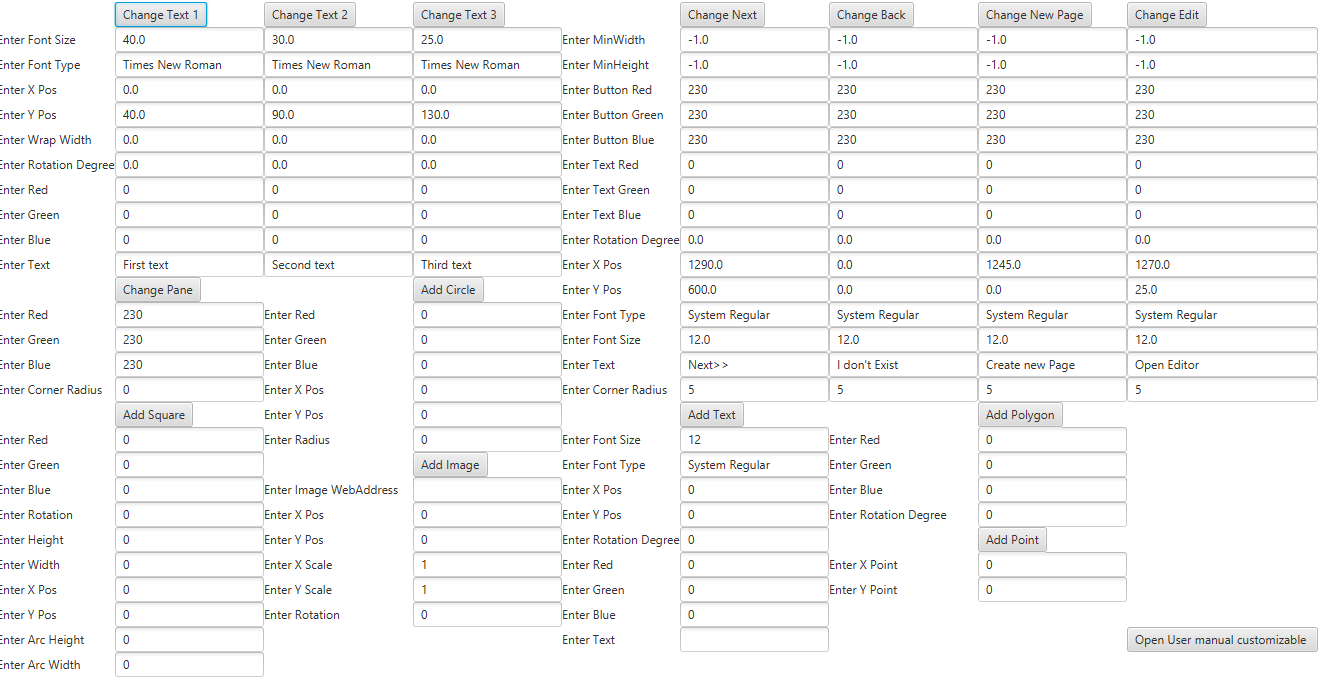 Change Text 1 Change Text 2 Change Text 3 Change Next Change Back Change New Page Change Edit
Enter Font Size 40.0 30.0 25.0 Enter MinWidth -1.0 -1.0 -1.0 -1.0
Enter Font Type Times New Roman Times New Roman Times New Roman Enter MinHeight -1.0 -1.0 -1.0 -1.0
Enter X Pos 0.0 0.0 0.0 Enter Button Red 230 230 230 230
Enter Y Pos 40.0 90.0 130.0 Enter Button Green 230 230 230 230
Enter Wrap Width 0.0 0.0 0.0 Enter Button Blue 230 230 230 230
Enter Rotation Degree 0.0 0.0 0.0 Enter Text Red 0 0 0 0
Enter Red 0 0 0 Enter Text Green 0 0 0 0
Enter Green 0 0 0 Enter Text Blue 0 0 0 0
Enter Blue 0 0 0 Enter Rotation Degree 0.0 0.0 0.0 0.0
Enter Text First text Second text Third text Enter X Pos 1290.0 0.0 1245.0 1270.0
Change Pane Add Circle Enter Y Pos 600.0 0.0 0.0 25.0
Enter Red 230 Enter Red 0 Enter Font Type System Regular System Regular System Regular System Regular
Enter Green 230 Enter Green 0 Enter Font Size 12.0 12.0 12.0 12.0
Enter Blue 230 Enter Blue 0 Enter Text Next>> I don't Exist Create new Page Open Editor
Enter Corner Radius 0 Enter X Pos 0 Enter Corner Radius 5 5 5 5
Add Square Enter Y Pos 0 Add Text Add Polygon
Enter Red 0 Enter Radius 0 Enter Font Size 12 Enter Red 0
Enter Green 0 Add Image Enter Font Type System Regular Enter Green 0
Enter Blue 0 Enter Image WebAddress Enter X Pos 0 Enter Blue 0
Enter Rotation 0 Enter X Pos 0 Enter Y Pos 0 Enter Rotation Degree 0
Enter Height 0 Enter Y Pos 0 Enter Rotation Degree 0 Add Point
Enter Width 0 Enter X Scale 1 Enter Red 0 Enter X Point 0
Enter X Pos 0 Enter Y Scale 1 Enter Green 0 Enter Y Point 0
Enter Y Pos 0 Enter Rotation 0 Enter Blue 0
Enter Arc Height 0 Enter Text Open User manual customizable
Enter Arc Width 0